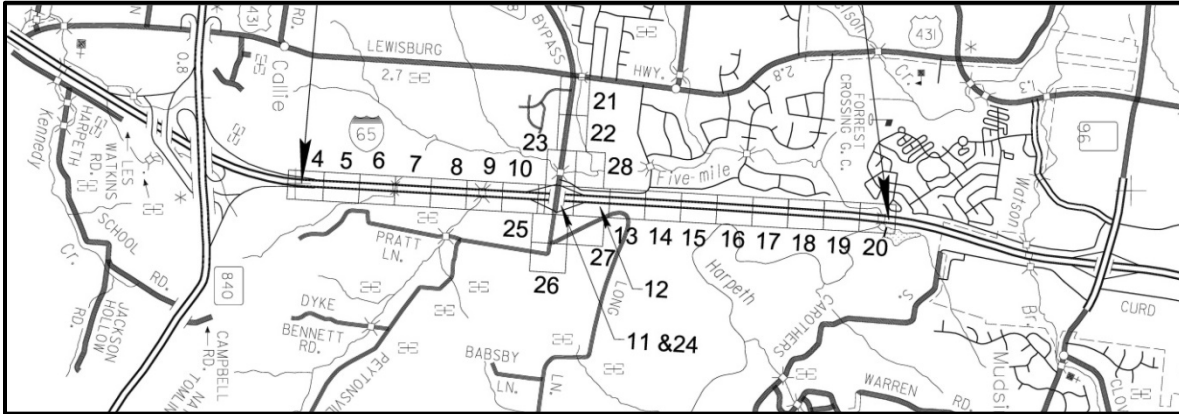 431
RD.
BYPASS
LEWISBURG
HWY.
2.7
2.8
0.8
Callie
65
431
Cr.
1.3
96
FORREST
CROSSING G.C.
21
22
23
28
Five-mile
4 5 6 7 8 9 10
Kennedy
HARPETH
LES
WATKINS
RD.
SCHOOL
RD.
Cr.
RD.
JACKSON
HOLLOW
840
CAMPBELL
RD.
PRATT
LN.
DYKE
BENNETT
RD.
BABSBY
LN.
LN.
LONG
25
26
27
13 14 15 16 17 18 19 20
12
11 &24
Harpeth
CAROTHERS
S.
Watson
Br.
CURD
WARREN RD.